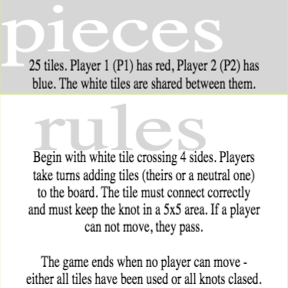 pieces
25 tiles. Player 1 (P1) has red, Player 2 (P2) has
blue. The white tiles are shared between them.
rules
Begin with white tile crossing 4 sides. Players
take turns adding tiles (theirs or a neutral one)
to the board. The tile must connect correctly
and must keep the knot in a 5x5 area. If a player
can not move, they pass.
The game ends when no player can move -
either all tiles have been used or all knots clased.